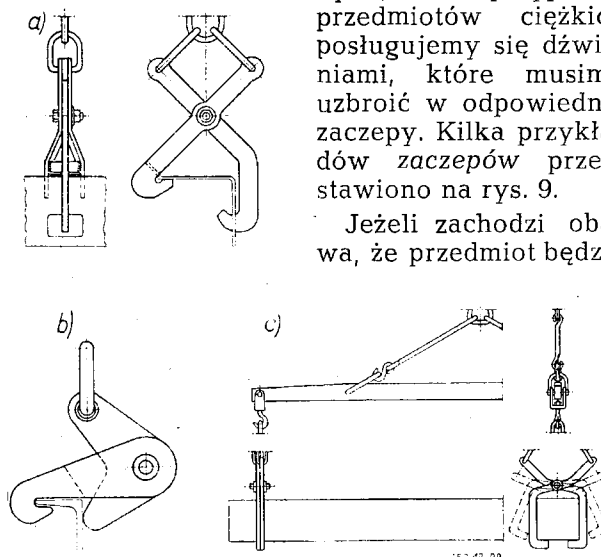 a)
przedmiotów ciężkic
posługujemy się dźwi
niami, które musim
uzbroić w odpowiedn
zaczepy. Kilka przykł
dów zaczepów prze
stawiono na rys. 9.
Jeżeli zachodzi ob
wa, że przedmiot będz
b)
c)